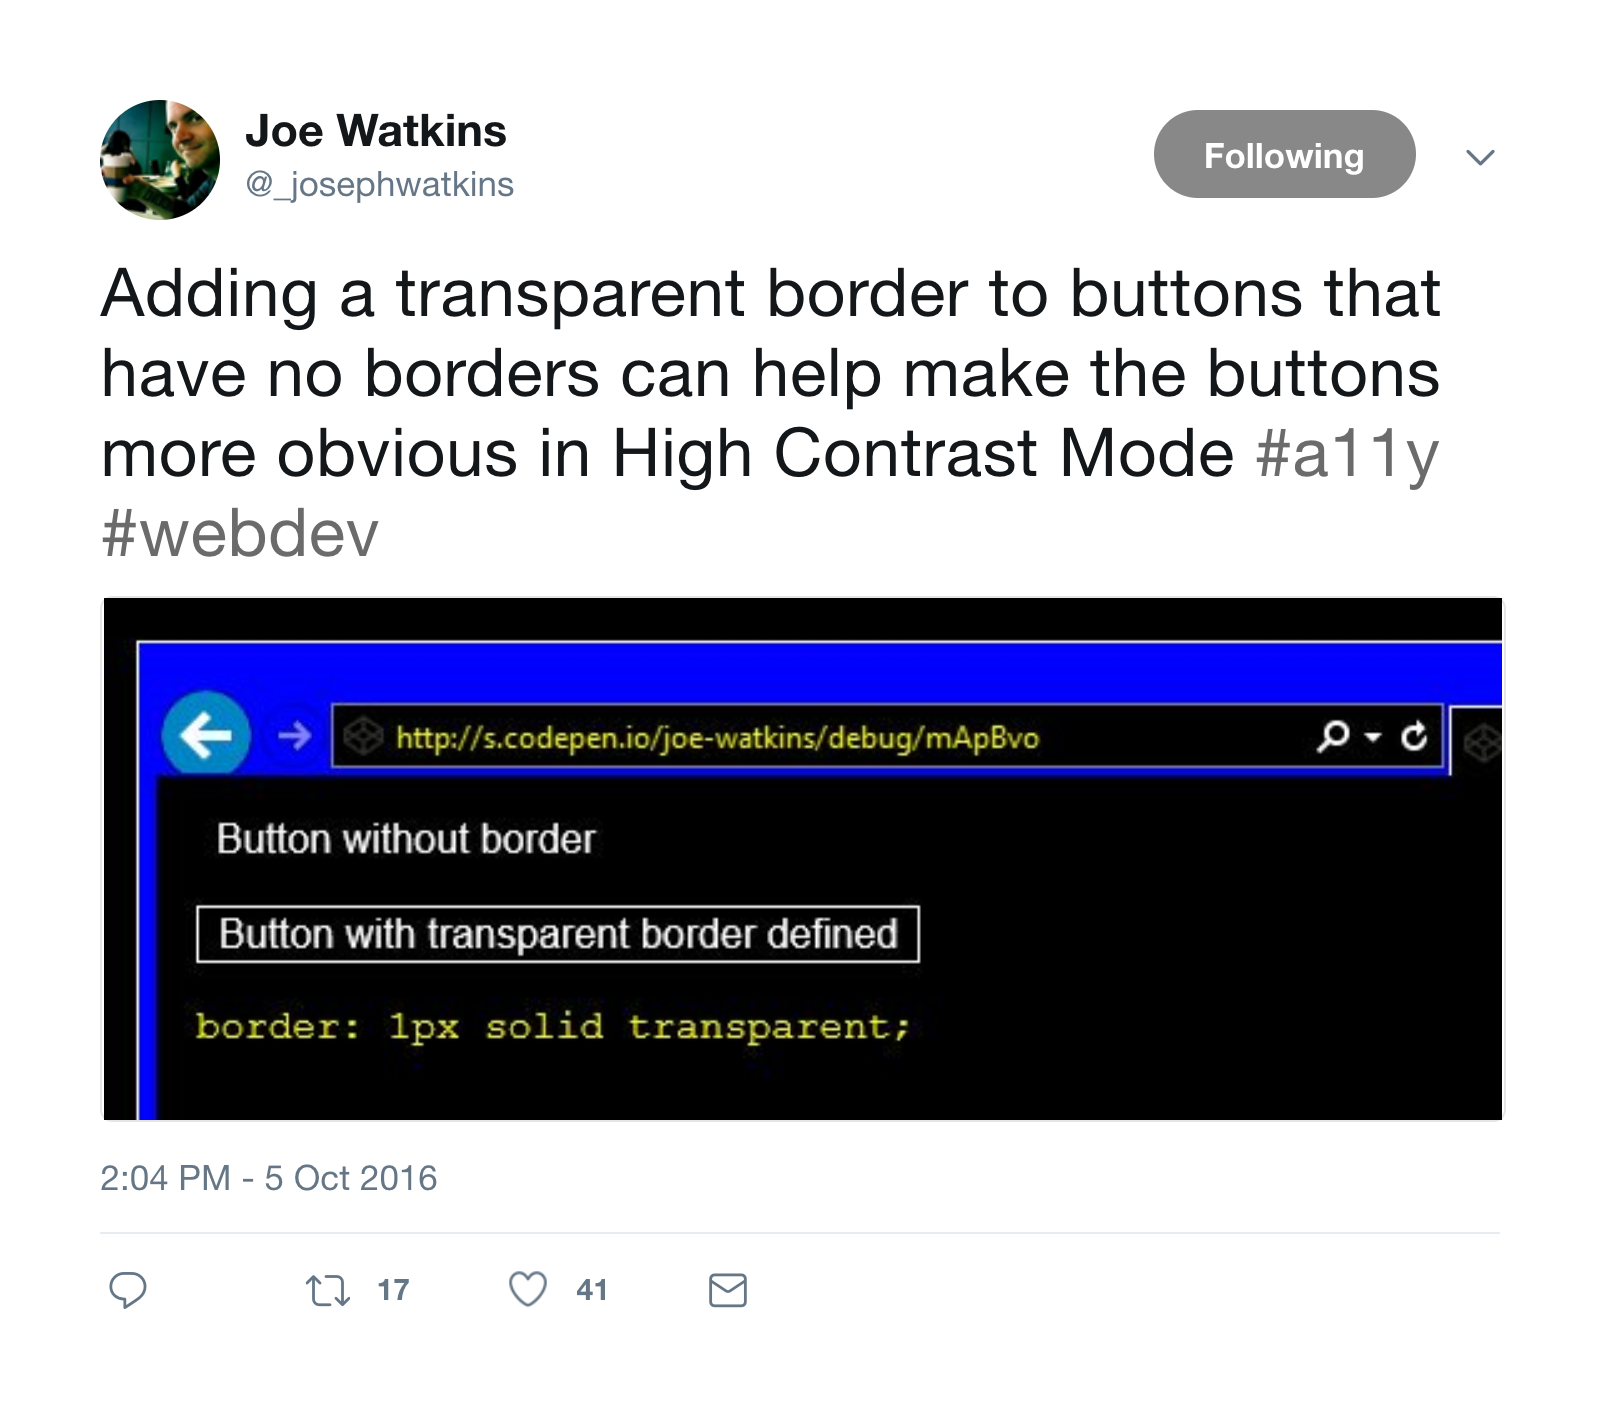 Joe Watkins
@_josephwatkins
Following
Adding a transparent border to buttons that
have no borders can help make the buttons
more obvious in High Contrast Mode #a11y
#webdev
http://s.codepen.io/joe-watkins/debug/mApBvo
Button without border
Button with transparent border defined
border: 1px solid transparent;
2:04 PM - 5 Oct 2016
17
41